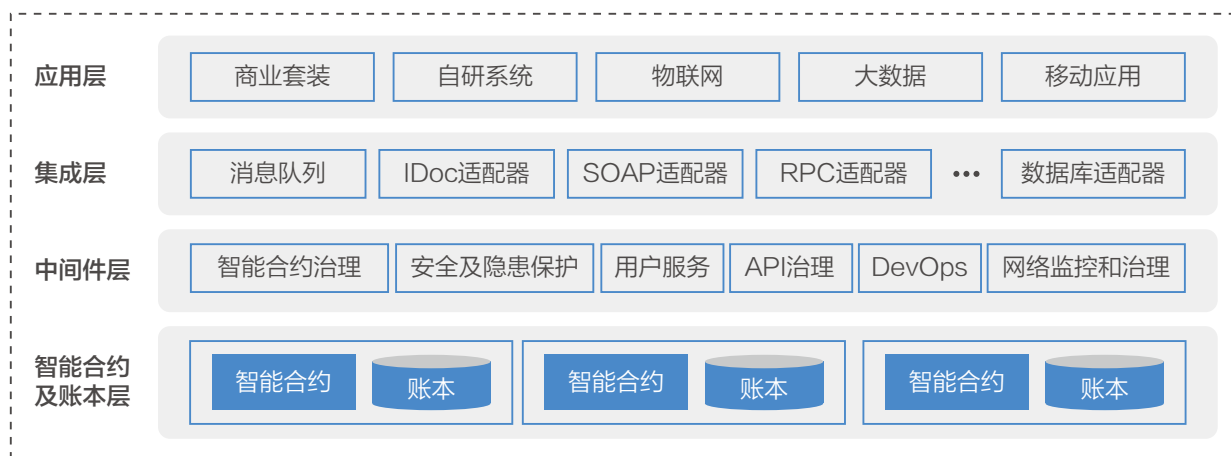 应用层
商业套装 自研系统 物联网 大数据 移动应用
集成层
消息队列 IDoc适配器 SOAP适配器 RPC适配器 ••• 数据库适配器
中间件层
智能合约治理 安全及隐患保护 用户服务 API治理 DevOps 网络监控和治理
智能合约
及账本层
智能合约 账本 智能合约 账本 智能合约 账本